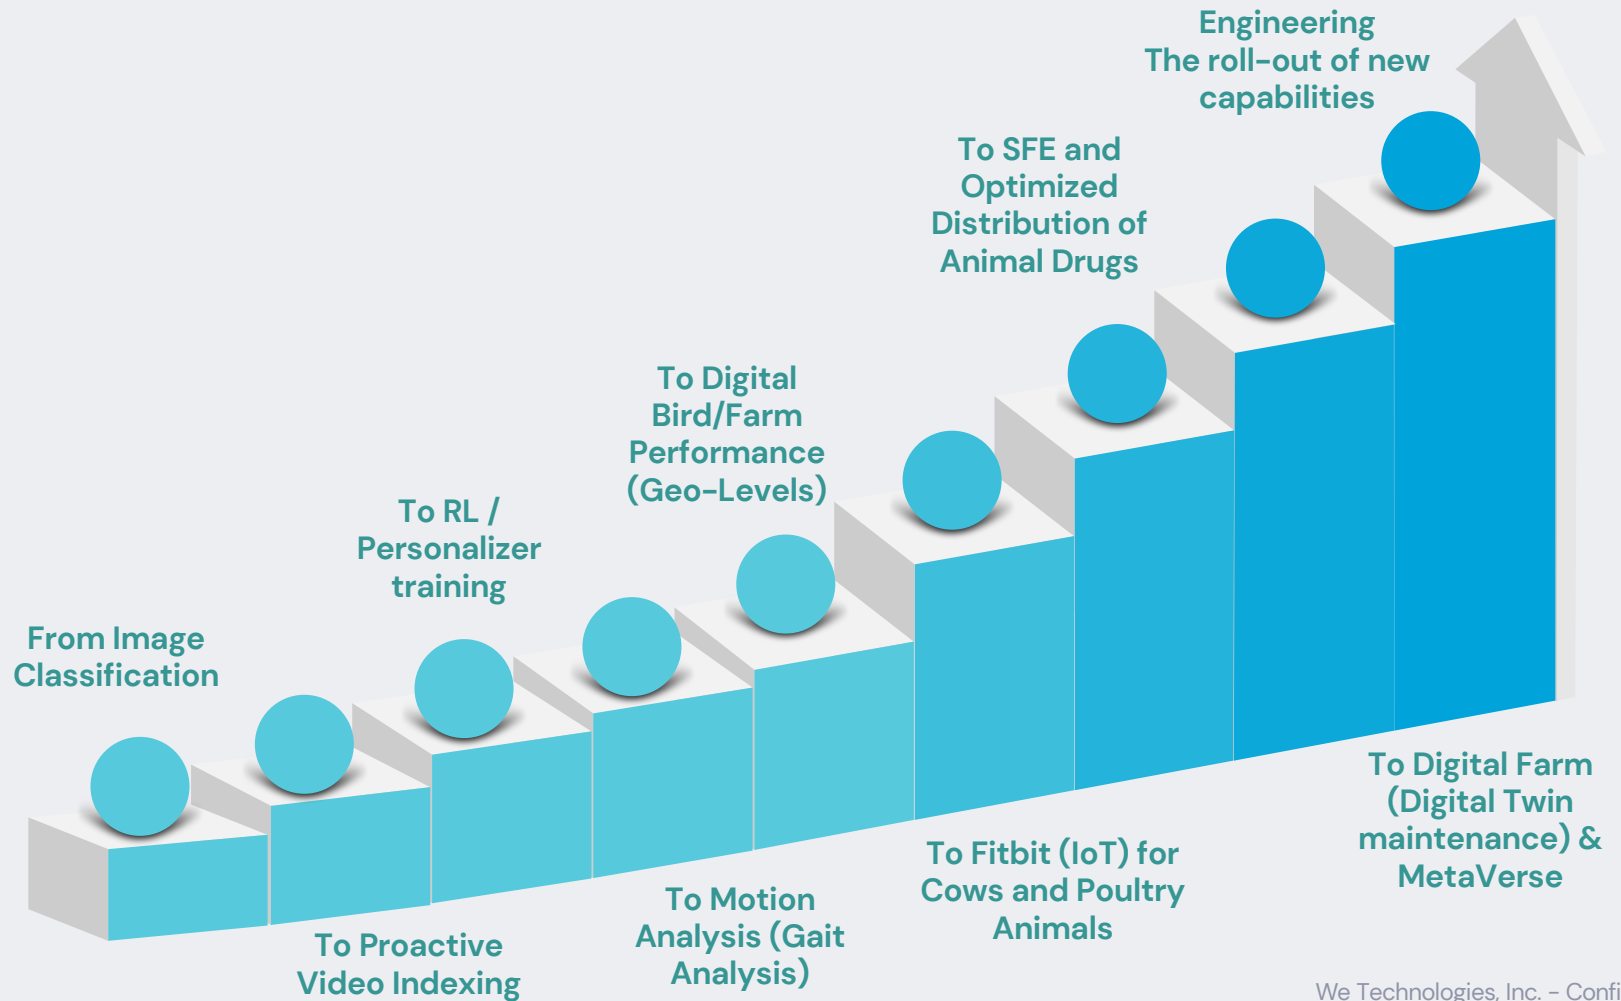 From Image
Classification
To Proactive
Video Indexing
To RL /
Personalizer
training
To Motion
Analysis (Gait
Analysis)
To Digital
Bird/Farm
Performance
(Geo-Levels)
To Fitbit (IoT) for
Cows and Poultry
Animals
To SFE and
Optimized
Distribution of
Animal Drugs
To Digital Farm
(Digital Twin
maintenance) &
MetaVerse
Engineering
The roll-out of new
capabilities
We Technologies, Inc. - Confi